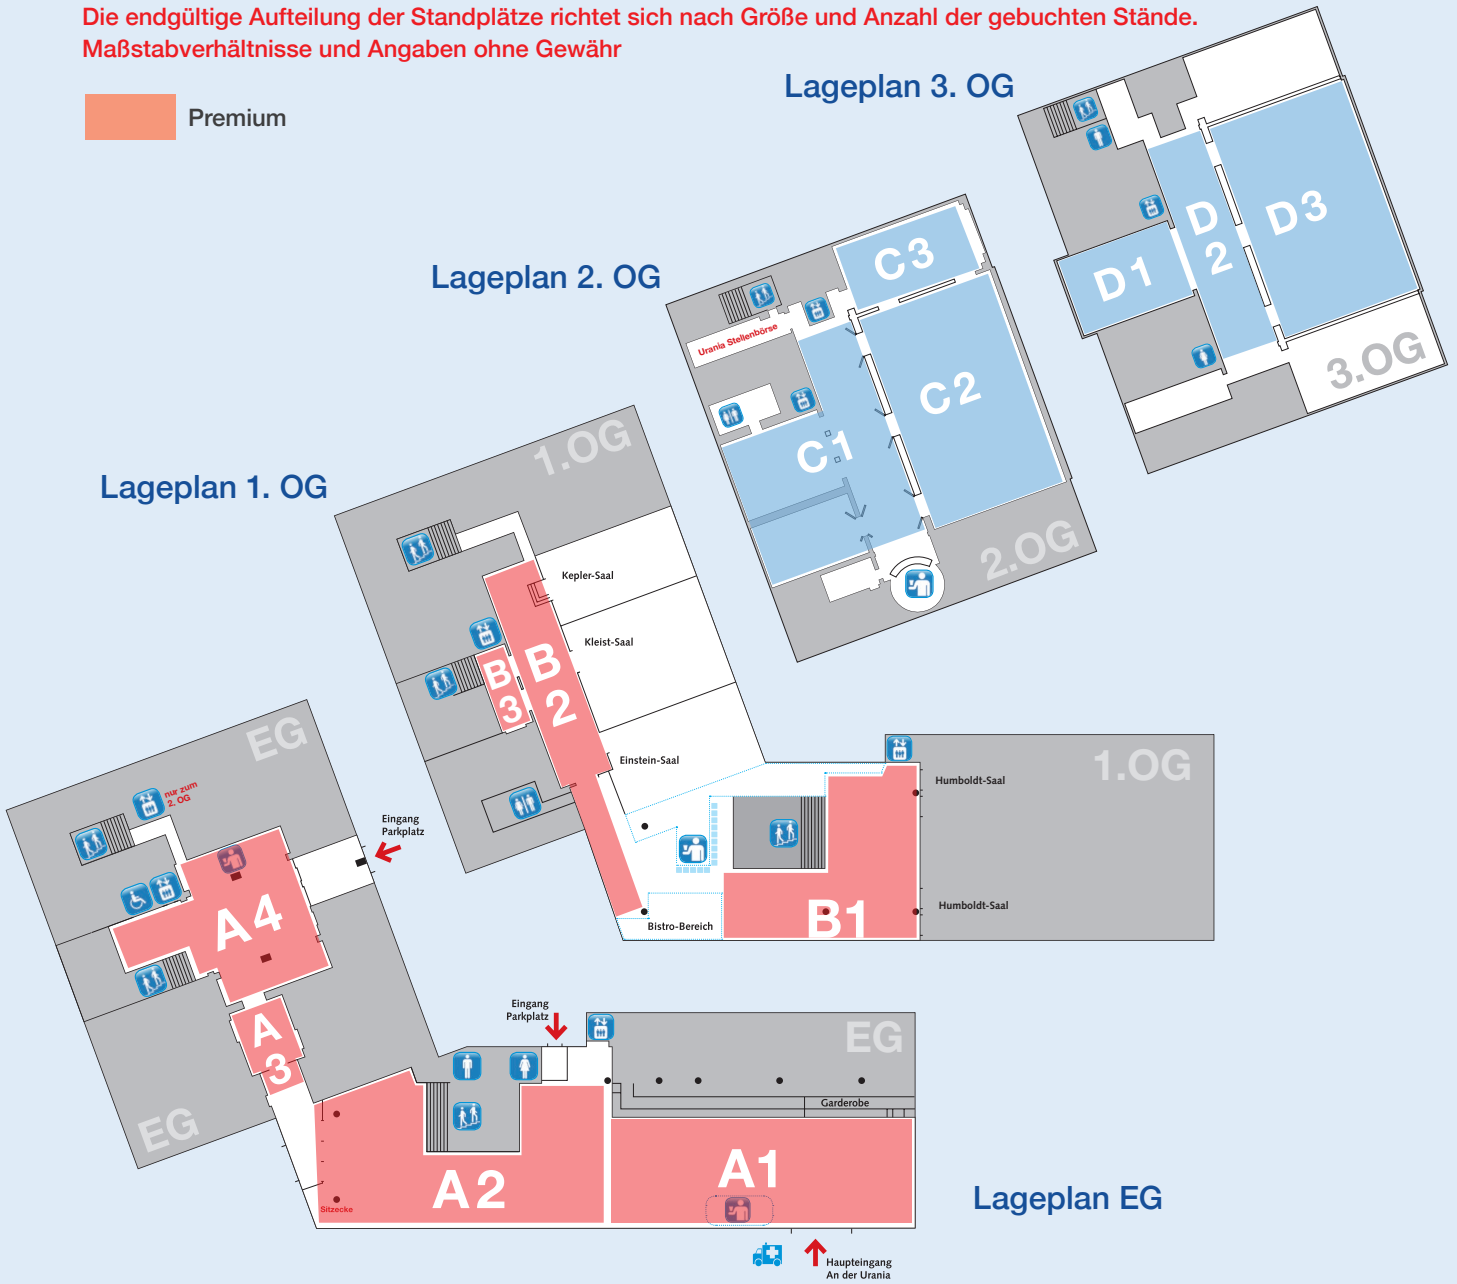 Die endgültige Aufteilung der Standplätze richtet sich nach Größe und Anzahl der gebuchten Stände.
Maßstabverhältnisse und Angaben ohne Gewähr
Premium
Lageplan 3. OG
D1
D
2
D3
3.OG
Lageplan 2. OG
C3
Urania Stellenbörse
C2
C1
2.OG
Lageplan 1. OG
1.OG
Kepler-Saal
Kleist-Saal
B
2
B
3
Einstein-Saal
1.OG
Humboldt-Saal
Humboldt-Saal
B1
Bistro-Bereich
EG
nur zum
2. OG
Eingang
Parkplatz
A4
A
3
EG
Eingang
Parkplatz
EG
Garderobe
A1
A2
Sitzecke
Lageplan EG
Haupteingang
An der Urania